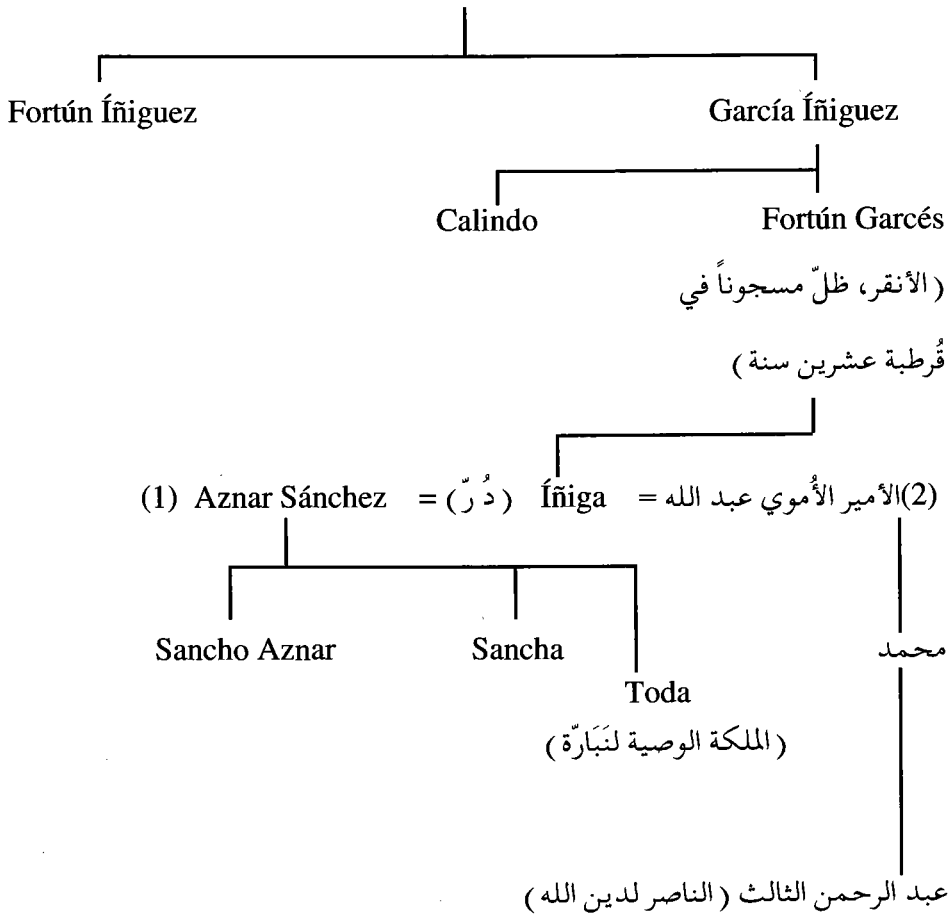 Fortún Íñiguez García Íñiguez
Calindo Fortún Garcés
(الأنقر، ظلّ مسجوناً في
قُرطبة عشرين سنة)
(1) Aznar Sánchez = (دُرّ) Íñiga = الأمير الأُموي عبد الله (2)
Sancho Aznar Sancha محمد
Toda
(الملكة الوصية لنَبَارّة)
عبد الرحمن الثالث (الناصر لدين الله)